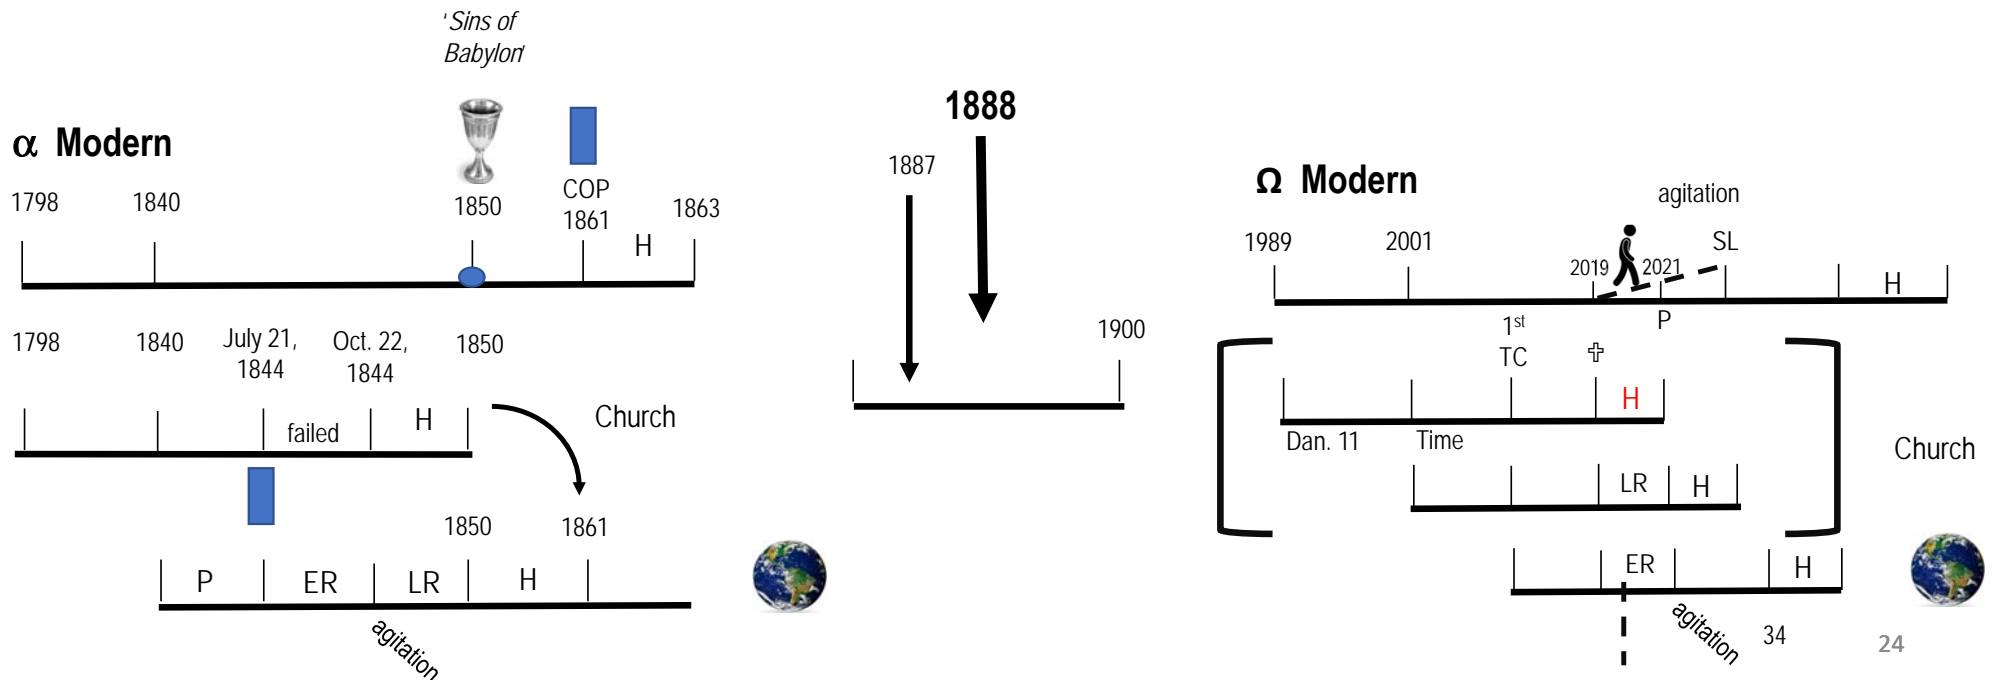 'Sins of
Babylon'
α Modern
1798
1840
1850
COP
1861
H
1863
1798
1840
July 21,
1844
Oct. 22,
1844
1850
failed
H
Church
1850
1861
P
ER
LR
H
agitation
1888
1887
1900
Ω Modern
agitation
1989
2001
2019
2021
SL
H
P
1st
TC
✞
H
Dan. 11
Time
LR
H
Church
ER
H
agitation
34
24